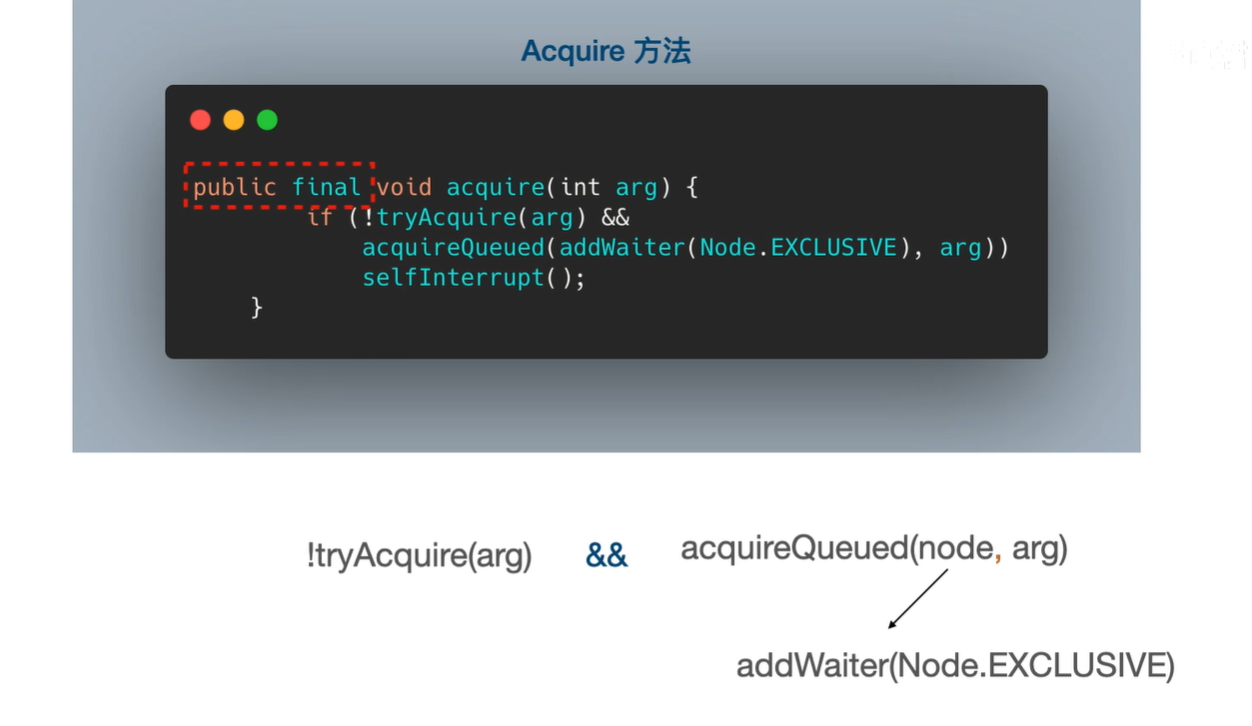 Acquire 方法
public final void acquire(int arg) {
if (!tryAcquire(arg) &&
acquireQueued(addWaiter(Node.EXCLUSIVE), arg))
selfInterrupt();
}
!tryAcquire(arg) && acquireQueued(node, arg)
addWaiter(Node.EXCLUSIVE)